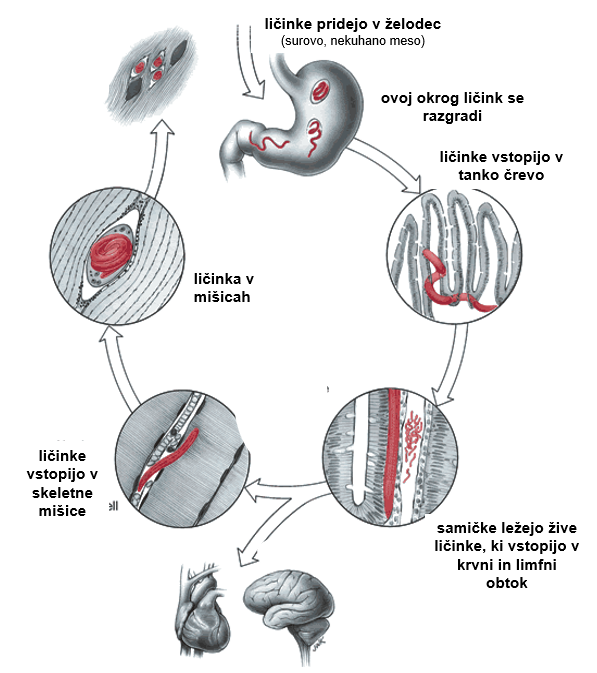 ličinke pridejo v želodec
(surovo, nekuhano meso)
ovoj okrog ličink se
razgradi
ličinke vstopijo v
tanko črevo
ličinka v
mišicah
ličinke
vstopijo v
skeletne
mišice
ell
samičke ležejo žive
ličinke, ki vstopijo v
krvni in limfni
obtok